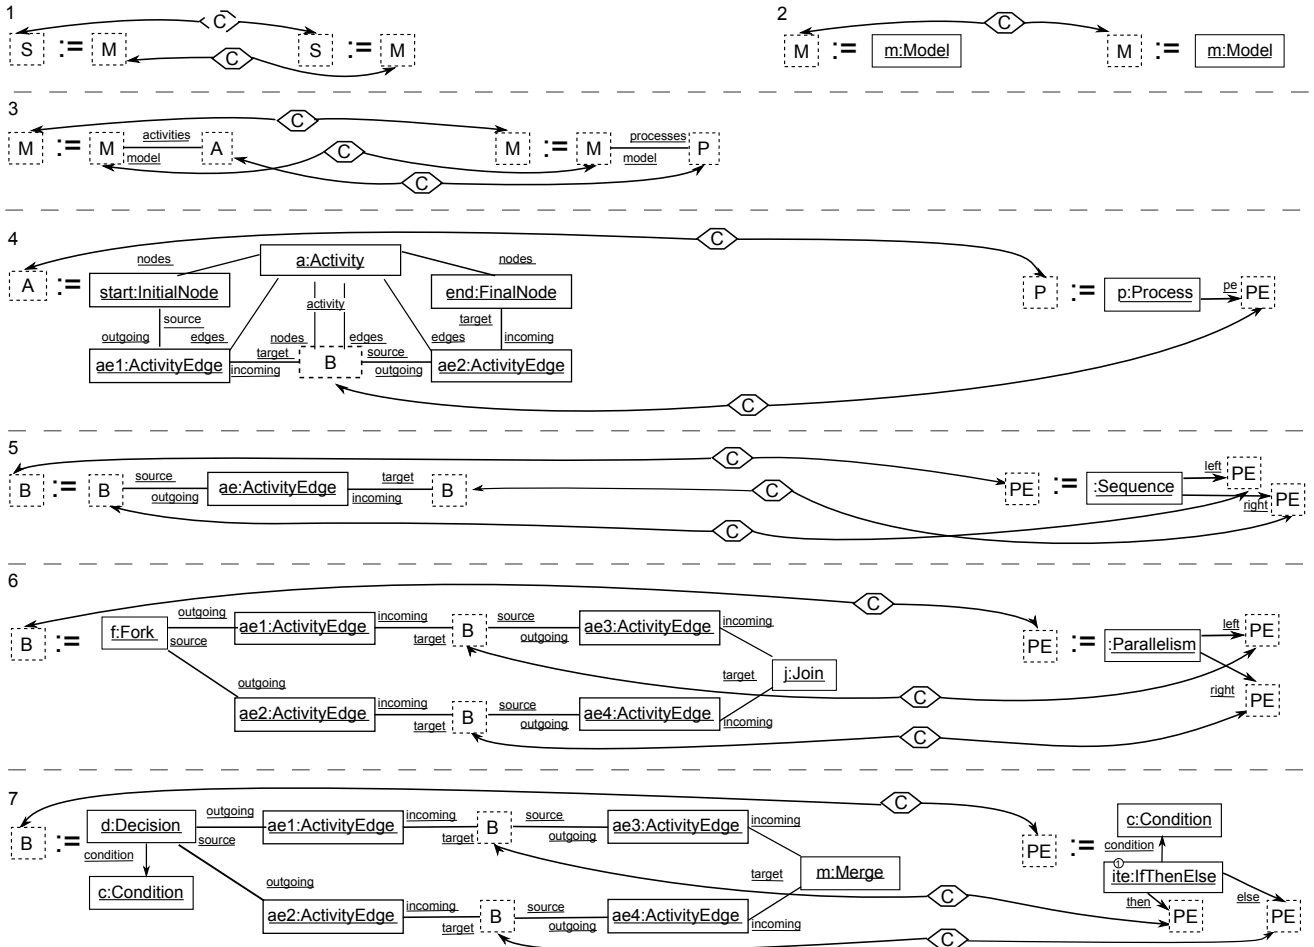 1
C
S := M
S := M
C
2
C
M := m:Model
M := m:Model
3
C
M := M activities A
model
C
M := M processes P
model
C
4
C
nodes
a:Activity
nodes
A := start:InitialNode
end:FinalNode
P := p:Process pe PE
source
activity
target
outgoing
edges
nodes
edges
edges
incoming
ae1:ActivityEdge
target
incoming
B
source
outgoing
ae2:ActivityEdge
C
5
C
B := B source
outgoing
ae:ActivityEdge
target
incoming
B
C
PE := :Sequence
left
PE
right
PE
C
6
C
B := f:Fork
outgoing
source
ae1:ActivityEdge
incoming
target
B
source
outgoing
ae3:ActivityEdge
incoming
PE := :Parallelism
left
PE
target
j:Join
outgoing
ae2:ActivityEdge
incoming
target
B
source
outgoing
ae4:ActivityEdge
incoming
C
right
PE
C
7
C
B := d:Decision
outgoing
source
ae1:ActivityEdge
incoming
target
B
source
outgoing
ae3:ActivityEdge
incoming
c:Condition
PE := condition
condition
c:Condition
target
m:Merge
1
ite:IfThenElse
outgoing
ae2:ActivityEdge
incoming
target
B
source
outgoing
ae4:ActivityEdge
incoming
C
then
PE
else
PE
C